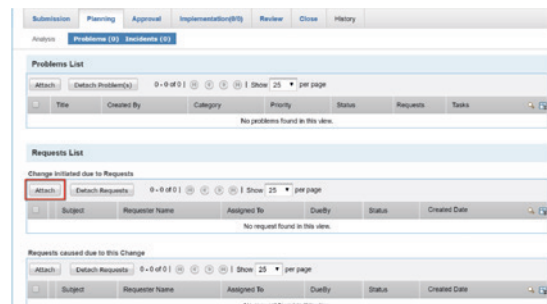 Submission Planning Approval Implementation(0/0) Review Close History
Analysis Problems (0) Incidents (0)
Problems List
Attach Detach Problem(s) 0 - 0 of 0 | Show 25 per page
Title Created By Category Priority Status Requests Tasks
No problems found in this view.
Requests List
Change Initiated due to Requests
Attach Detach Requests 0 - 0 of 0 | Show 25 per page
Subject Requester Name Assigned To DueBy Status Created Date
No request found in this view.
Requests caused due to this Change
Attach Detach Requests 0 - 0 of 0 | Show 25 per page
Subject Requester Name Assigned To DueBy Status Created Date